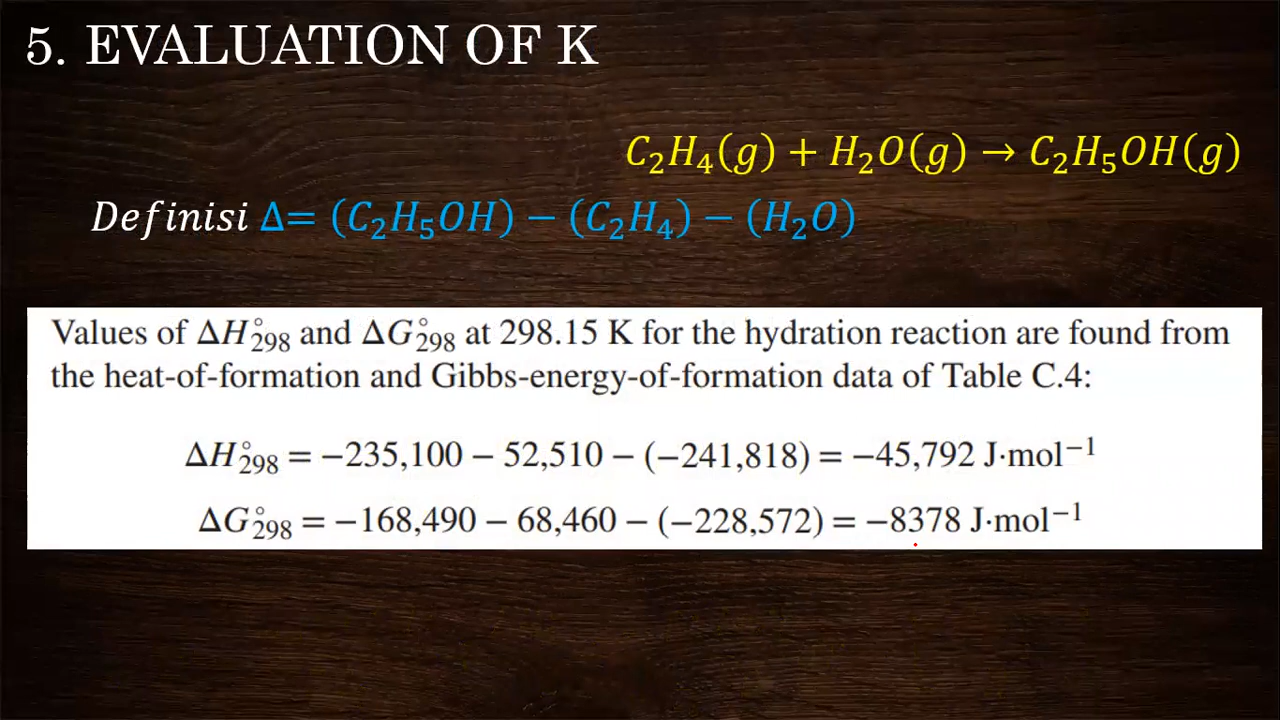 5. EVALUATION OF K
C₂H₄(g) + H₂O(g) → C₂H₅OH(g)
Definisi Δ= (C₂H₅OH) − (C₂H₄) − (H₂O)
Values of ΔH°₂₉₈ and ΔG°₂₉₈ at 298.15 K for the hydration reaction are found from
the heat-of-formation and Gibbs-energy-of-formation data of Table C.4:
ΔH°₂₉₈ = −235,100 − 52,510 − (−241,818) = −45,792 J·mol⁻¹
ΔG°₂₉₈ = −168,490 − 68,460 − (−228,572) = −8378 J·mol⁻¹